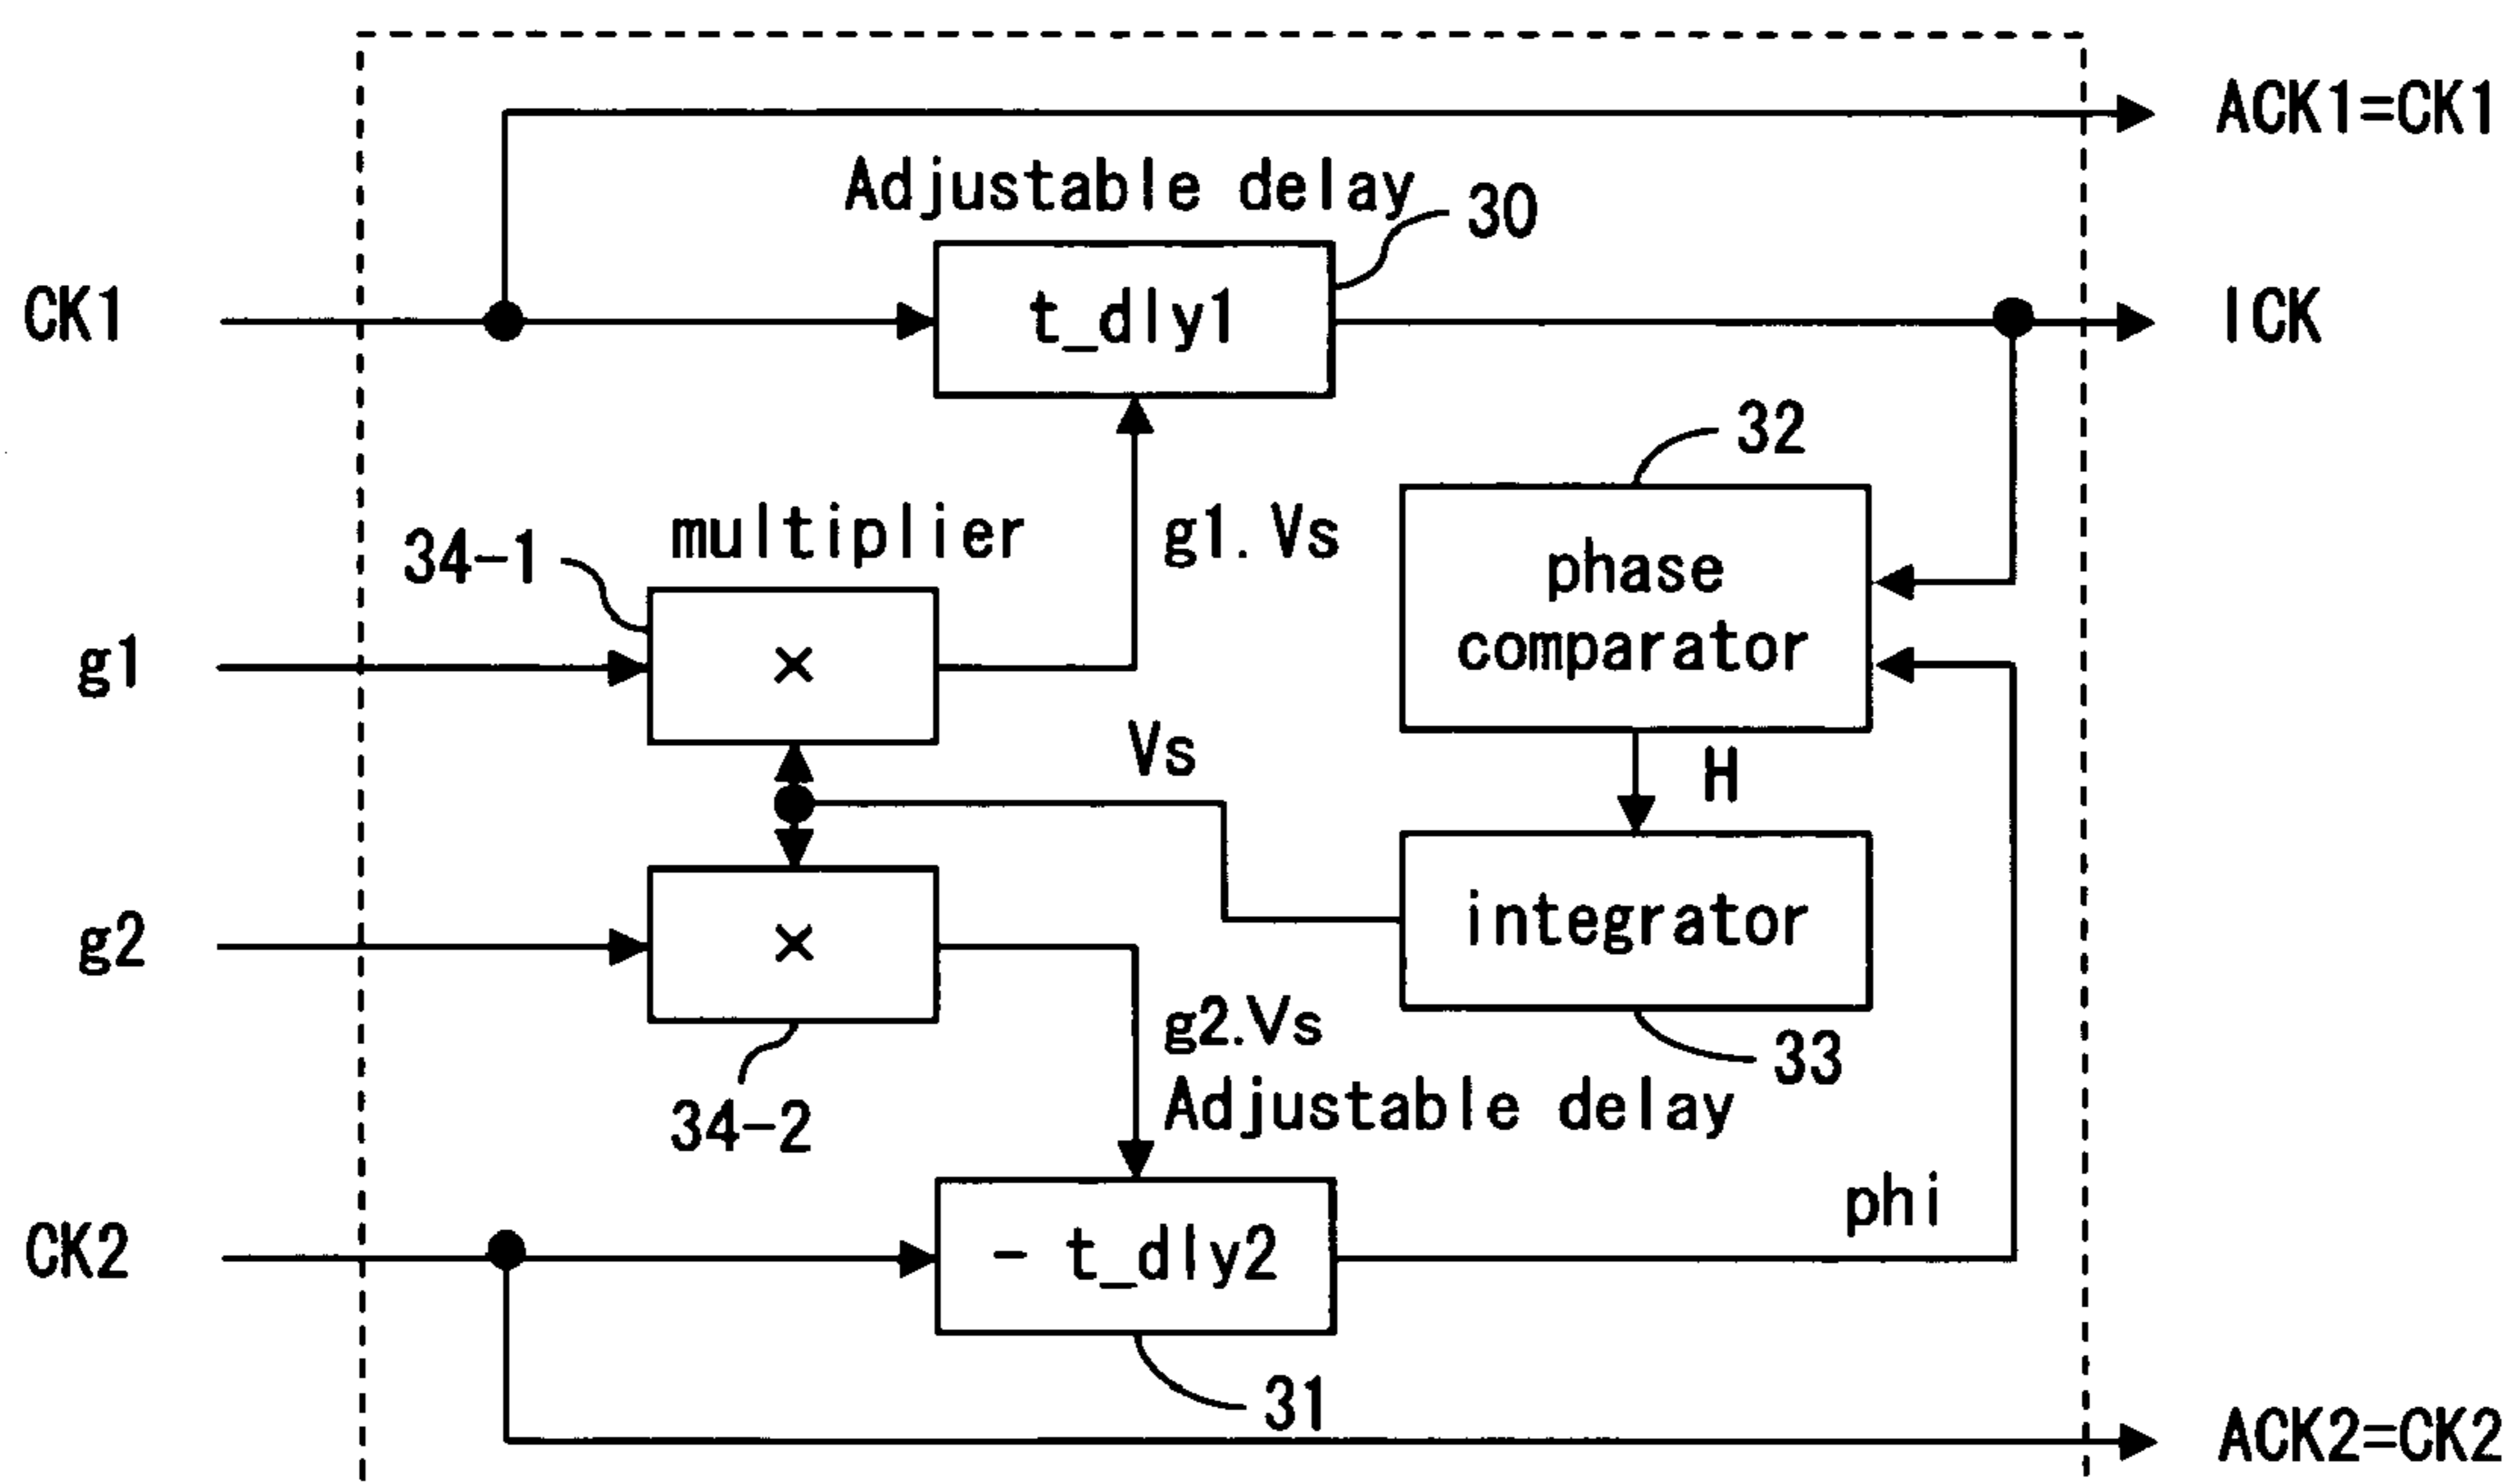 ACK1=CK1
Adjustable delay
30
CK1
t_dly1
ICK
32
34-1
multiplier
g1.Vs
phase
comparator
g1
×
Vs
H
g2
×
integrator
g2.Vs
33
34-2
Adjustable delay
phi
CK2
- t_dly2
31
ACK2=CK2